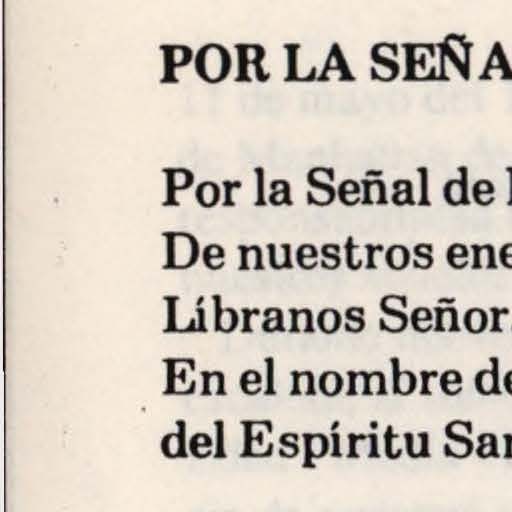 POR LA SEÑA
Por la Señal de
De nuestros ene
Líbranos Señor
En el nombre de
del Espíritu San